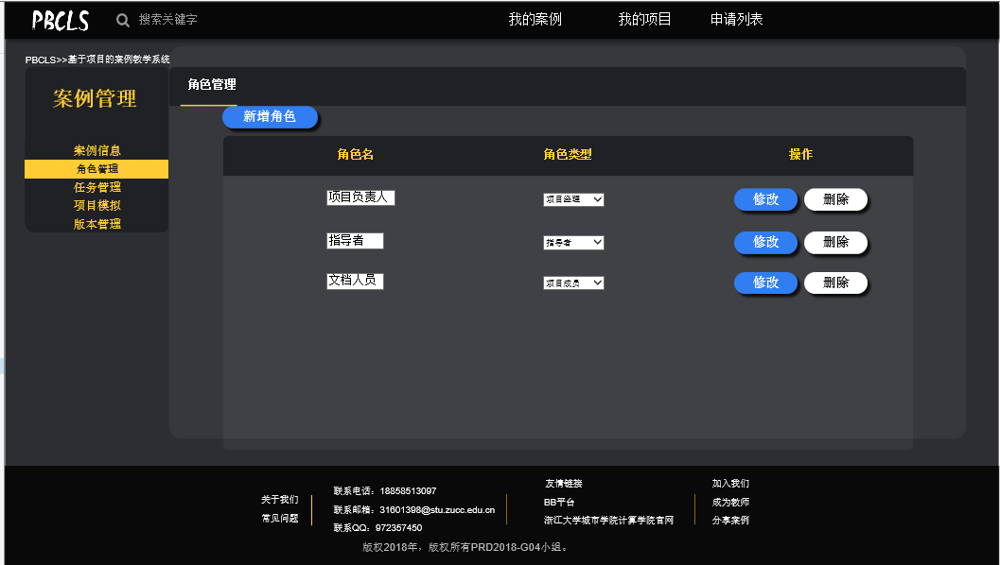 PBCLS 搜索关键字 我的案例 我的项目 申请列表
PBCLS>>基于项目的案例教学系统
案例管理
案例信息
角色管理
任务管理
项目模拟
版本管理
角色管理
新增角色
角色名 角色类型 操作
项目负责人 项目经理 修改 删除
指导者 指导者 修改 删除
文档人员 项目成员 修改 删除
关于我们
常见问题
联系电话：18858513097
联系邮箱：31601398@stu.zucc.edu.cn
联系QQ：972357450
友情链接
BB平台
浙江大学城市学院计算学院官网
加入我们
成为教师
分享案例
版权2018年，版权所有PRD2018-G04小组。